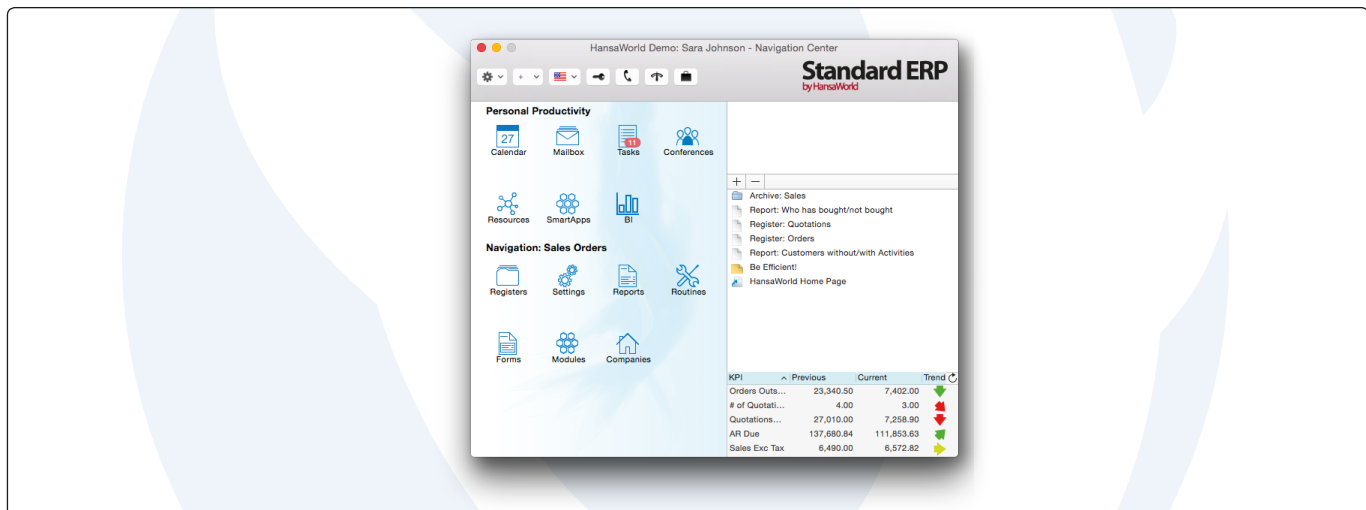 HansaWorld Demo: Sara Johnson - Navigation Center
Standard ERP
by HansaWorld
Personal Productivity
27
11
Calendar Mailbox Tasks Conferences
Resources SmartApps BI
Navigation: Sales Orders
Registers Settings Reports Routines
Forms Modules Companies
+ −
Archive: Sales
Report: Who has bought/not bought
Register: Quotations
Register: Orders
Report: Customers without/with Activities
Be Efficient!
HansaWorld Home Page
KPI Previous Current Trend
Orders Outs... 23,340.50 7,402.00
# of Quotati... 4.00 3.00
Quotations... 27,010.00 7,258.90
AR Due 137,680.84 111,853.63
Sales Exc Tax 6,490.00 6,572.82